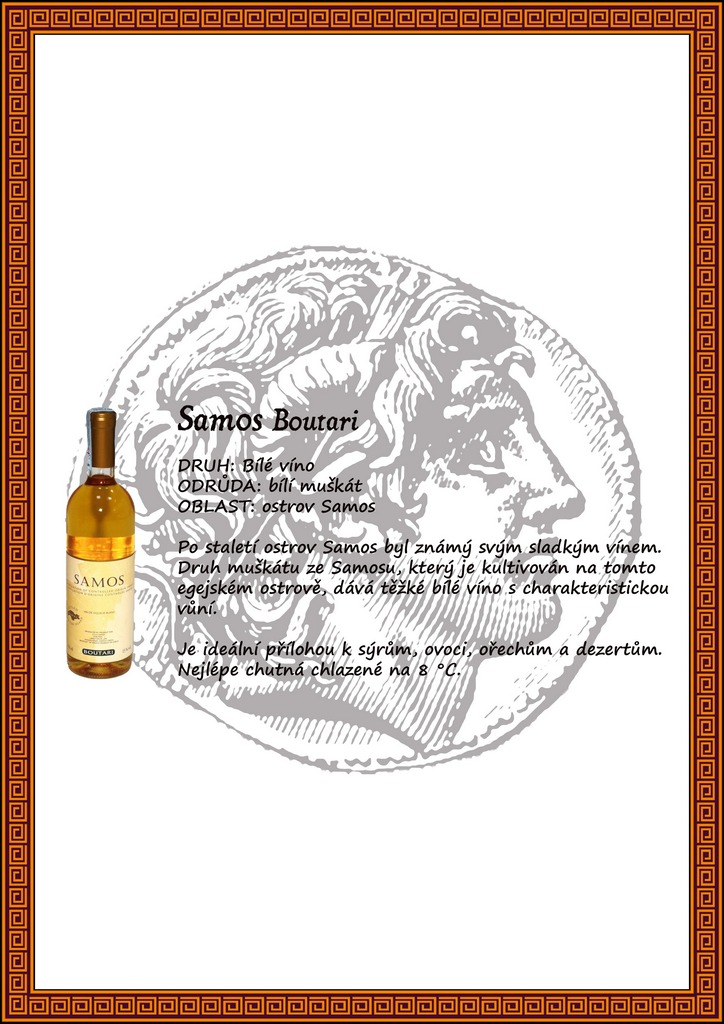 Samos Boutari
DRUH: Bílé víno
ODRŮDA: bílí muškát
OBLAST: ostrov Samos
Po staletí ostrov Samos byl známý svým sladkým vínem.
Druh muškátu ze Samosu, který je kultivován na tomto
egejském ostrově, dává těžké bílé víno s charakteristickou
vůní.
Je ideální přílohou k sýrům, ovoci, ořechům a dezertům.
Nejlépe chutná chlazené na 8 °C.
SAMOS
BOUTARI